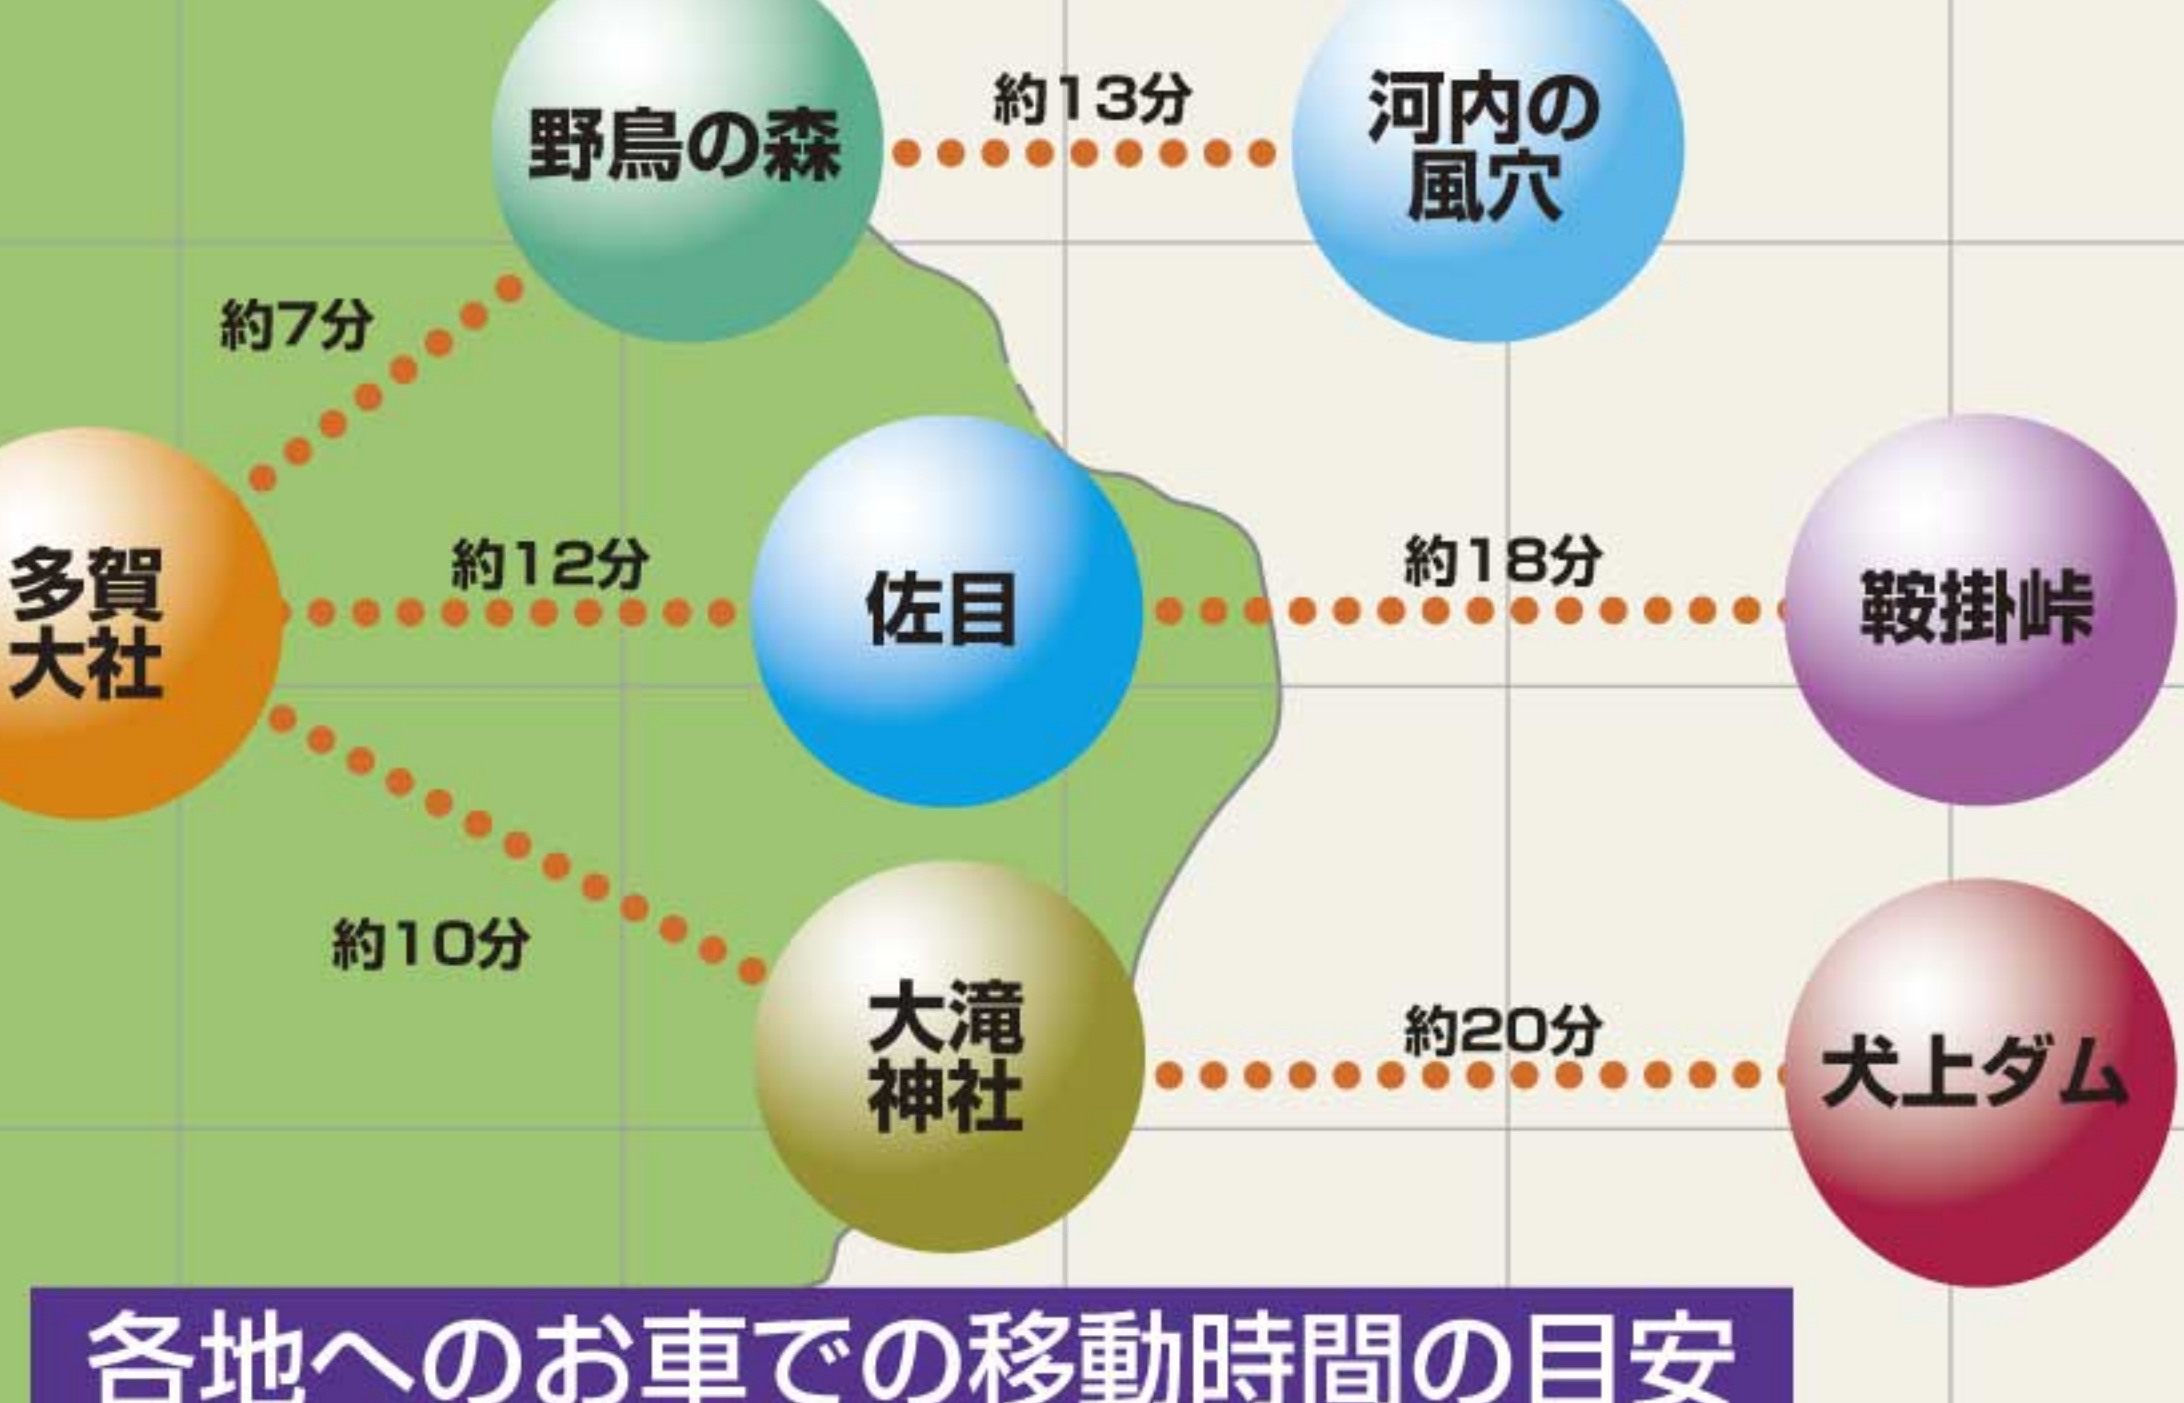 野鳥の森
約13分
河内の
風穴
約7分
多賀
大社
約12分
佐目
約18分
鞍掛峠
約10分
大滝
神社
約20分
犬上ダム
各地へのお車での移動時間の目安